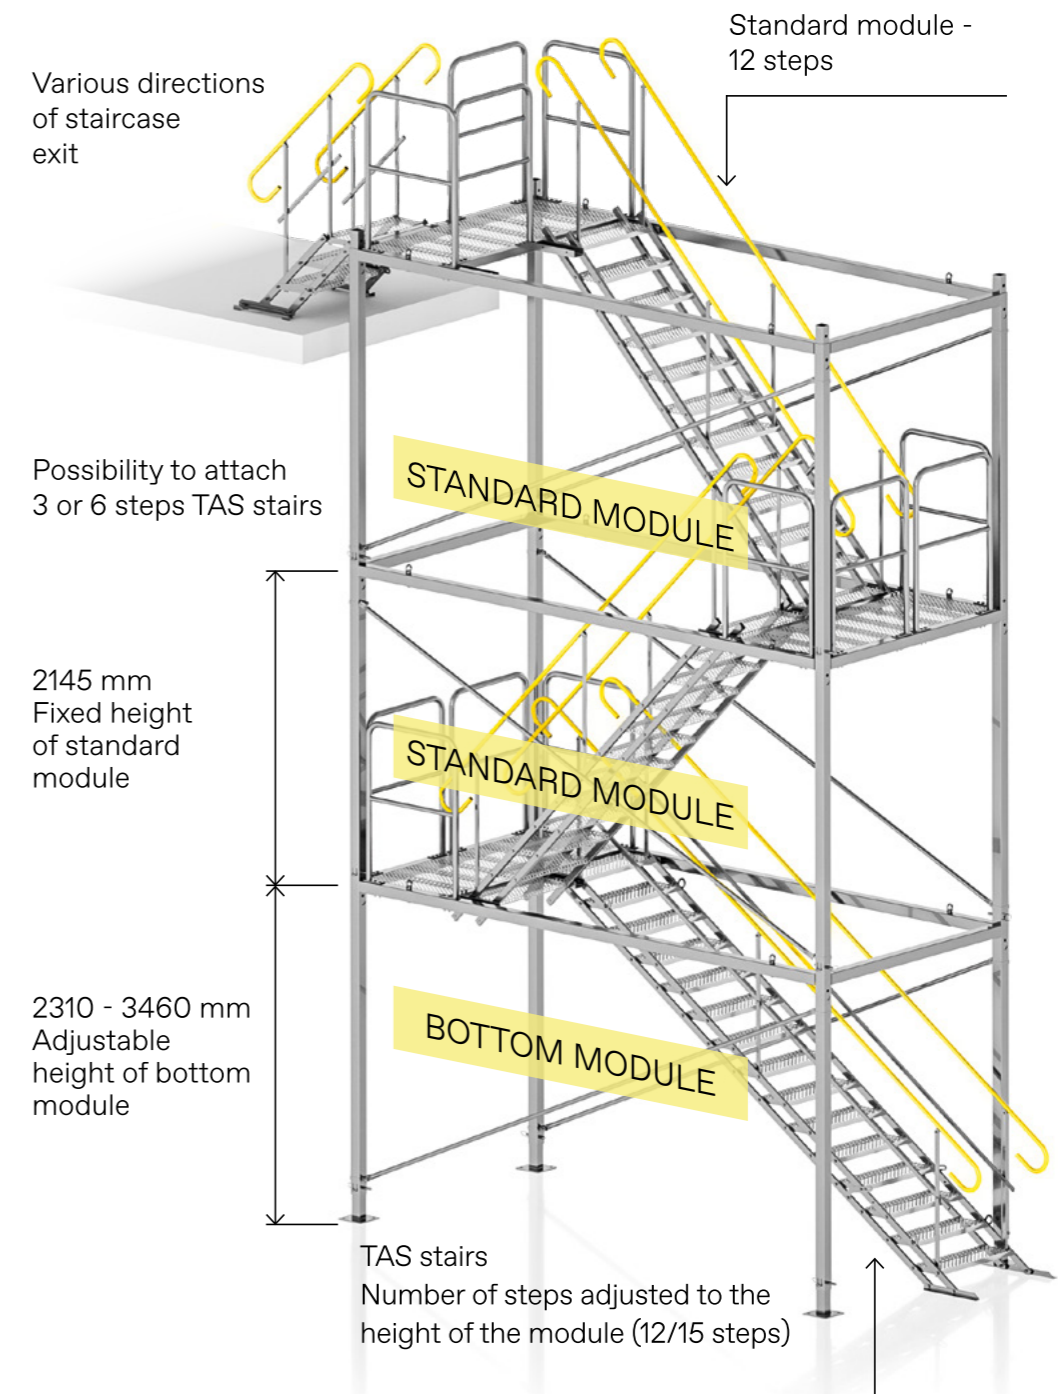 Standard module -
12 steps
Various directions
of staircase
exit
Possibility to attach
3 or 6 steps TAS stairs
STANDARD MODULE
2145 mm
Fixed height
of standard
module
STANDARD MODULE
2310 - 3460 mm
Adjustable
height of bottom
module
BOTTOM MODULE
TAS stairs
Number of steps adjusted to the
height of the module (12/15 steps)